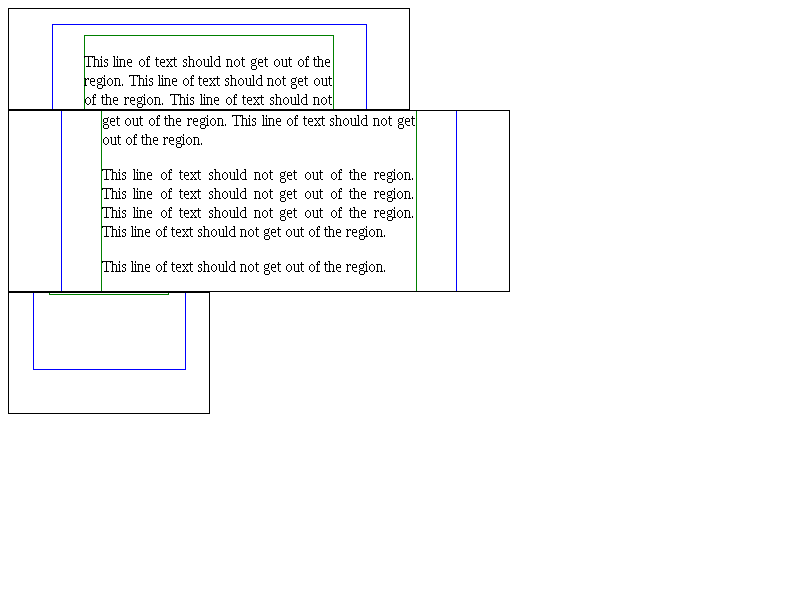 This line of text should not get out of the
region. This line of text should not get out
of the region. This line of text should not
get out of the region. This line of text should not get
out of the region.
This line of text should not get out of the region.
This line of text should not get out of the region.
This line of text should not get out of the region.
This line of text should not get out of the region.
This line of text should not get out of the region.